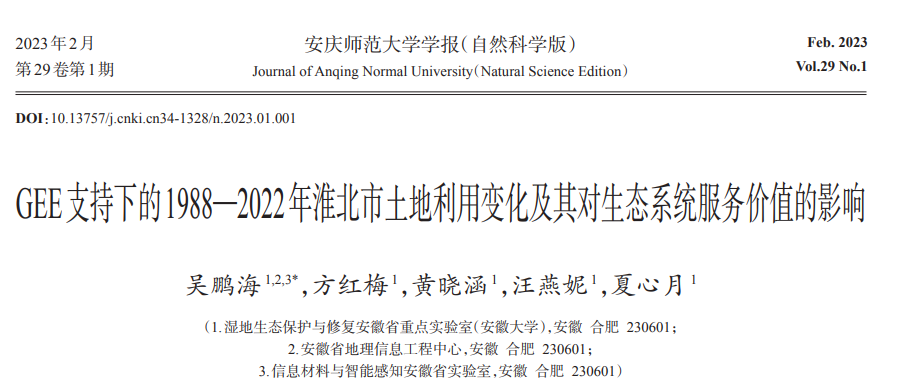 2023年2月 安庆师范大学学报(自然科学版) Feb. 2023
第29卷第1期 Journal of Anqing Normal University(Natural Science Edition) Vol.29 No.1
DOI:10.13757/j.cnki.cn34-1328/n.2023.01.001
GEE支持下的1988—2022年淮北市土地利用变化及其对生态系统服务价值的影响
吴鹏海1,2,3*,方红梅1,黄晓涵1,汪燕妮1,夏心月1
(1.湿地生态保护与修复安徽省重点实验室(安徽大学),安徽 合肥 230601;
2.安徽省地理信息工程中心,安徽 合肥 230601;
3.信息材料与智能感知安徽省实验室,安徽 合肥 230601)